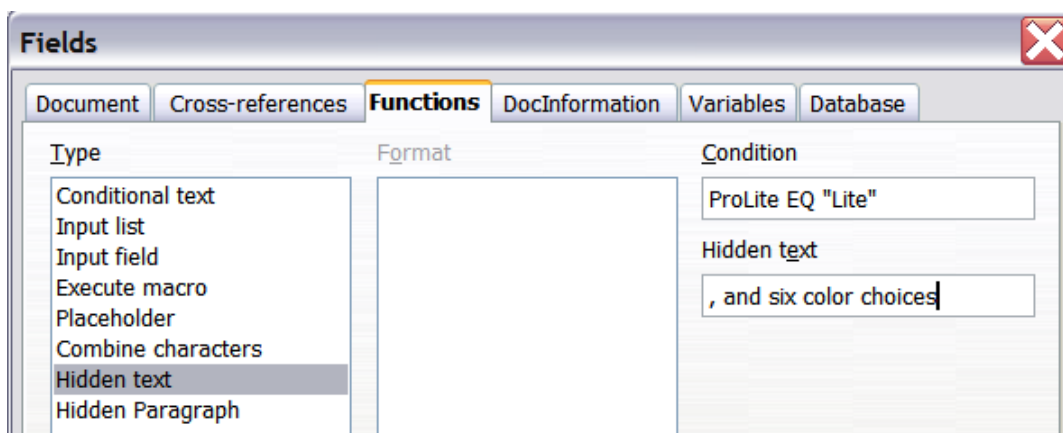 Fields
Document Cross-references Functions DocInformation Variables Database
Type Format Condition
Conditional text
Input list
Input field
Execute macro
Placeholder
Combine characters
Hidden text
Hidden Paragraph
ProLite EQ "Lite"
Hidden text
, and six color choices